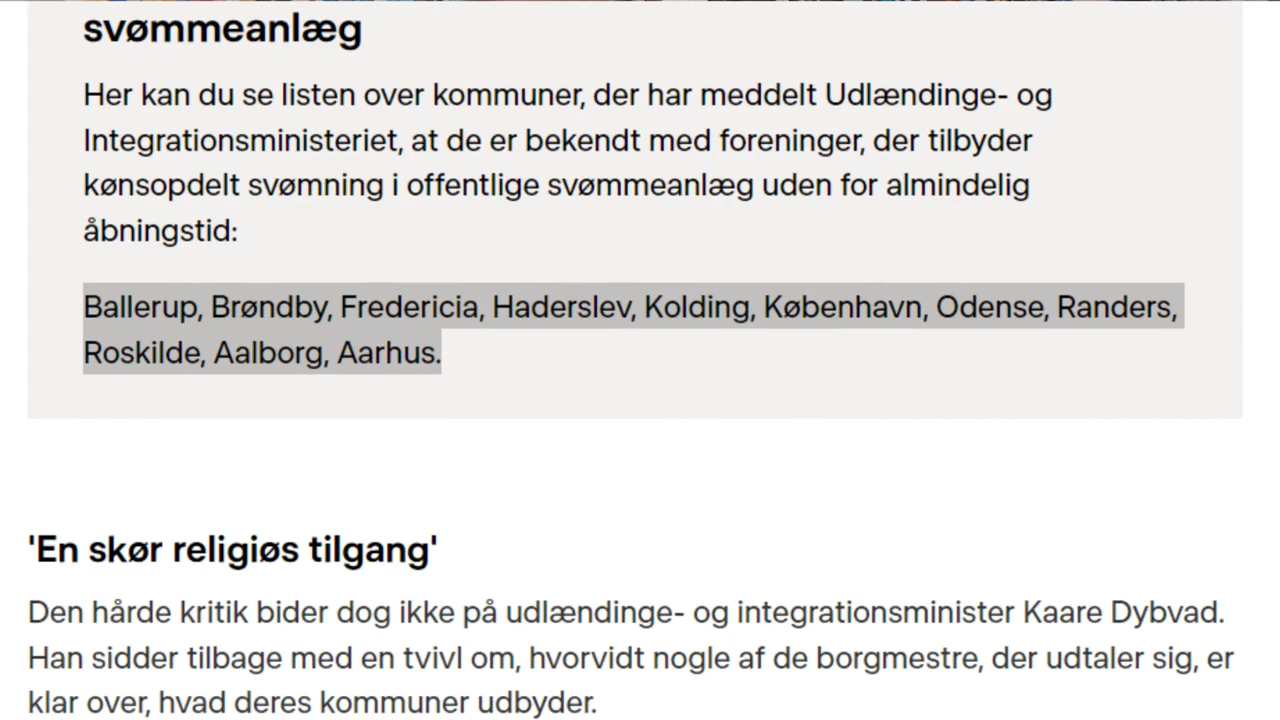 svømmeanlæg
Her kan du se listen over kommuner, der har meddelt Udlændinge- og
Integrationsministeriet, at de er bekendt med foreninger, der tilbyder
kønsopdelt svømning i offentlige svømmeanlæg uden for almindelig
åbningstid:
Ballerup, Brøndby, Fredericia, Haderslev, Kolding, København, Odense, Randers,
Roskilde, Aalborg, Aarhus.
'En skør religiøs tilgang'
Den hårde kritik bider dog ikke på udlændinge- og integrationsminister Kaare Dybvad.
Han sidder tilbage med en tvivl om, hvorvidt nogle af de borgmestre, der udtaler sig, er
klar over, hvad deres kommuner udbyder.